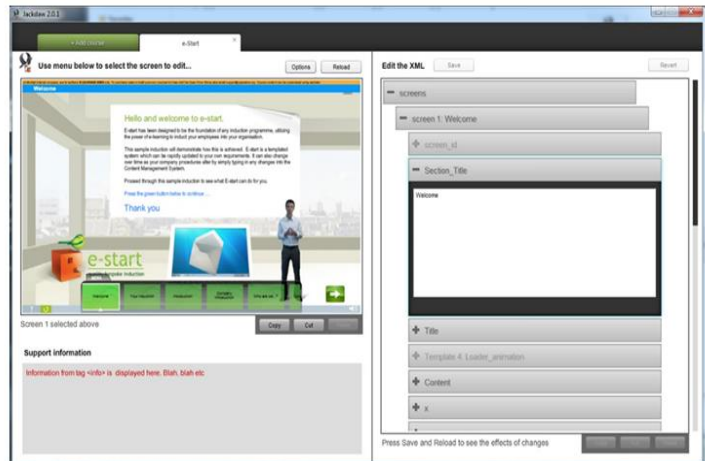 Jackdaw 2.0.1
+ Add course
e-Start
×
Use menu below to select the screen to edit...
Options
Reload
Welcome
Hello and welcome to e-start.
E-start has been designed to be the foundation of any induction programme, utilising
the power of e-learning to induct your employees into your organisation.
This sample induction will demonstrate how this is achieved. E-start is a templated
system which can be rapidly updated to your own requirements. It can also change
over time as your company procedures alter by simply typing in any changes into the
Content Management System.
Proceed through this sample induction to see what E-start can do for you.
Press the green button below to continue ...
Thank you
e-start
Welcome
Your induction
Introduction
Who are we..?
Screen 1 selected above
Copy
Cut
Support information
Information from tag <info> is displayed here. Blah, blah etc
Edit the XML
Save
Revert
screens
screen 1: Welcome
screen_id
Section_Title
Welcome
Title
Template 4: Loader_animation
Content
x
Press Save and Reload to see the effects of changes